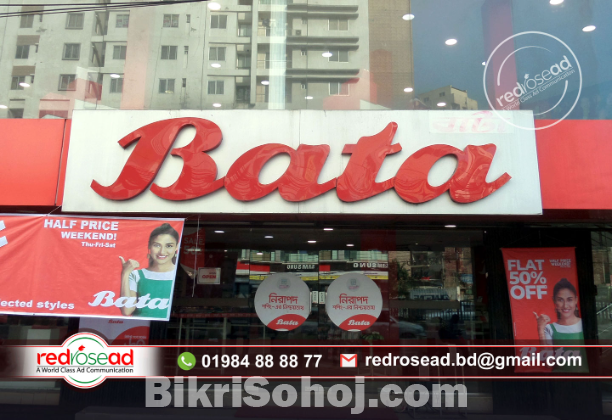 redrosead
A World Class Ad Communication
Bata
HALF PRICE
WEEKEND!
Thu-Fri-Sat
ected styles
Bata
নিরাপদ
Bata
নিরাপদ
Bata
FLAT
50%
OFF
Bata
redrosead
A World Class Ad Communication
01984 88 88 77
redrosead.bd@gmail.com
BikriSohoj.com